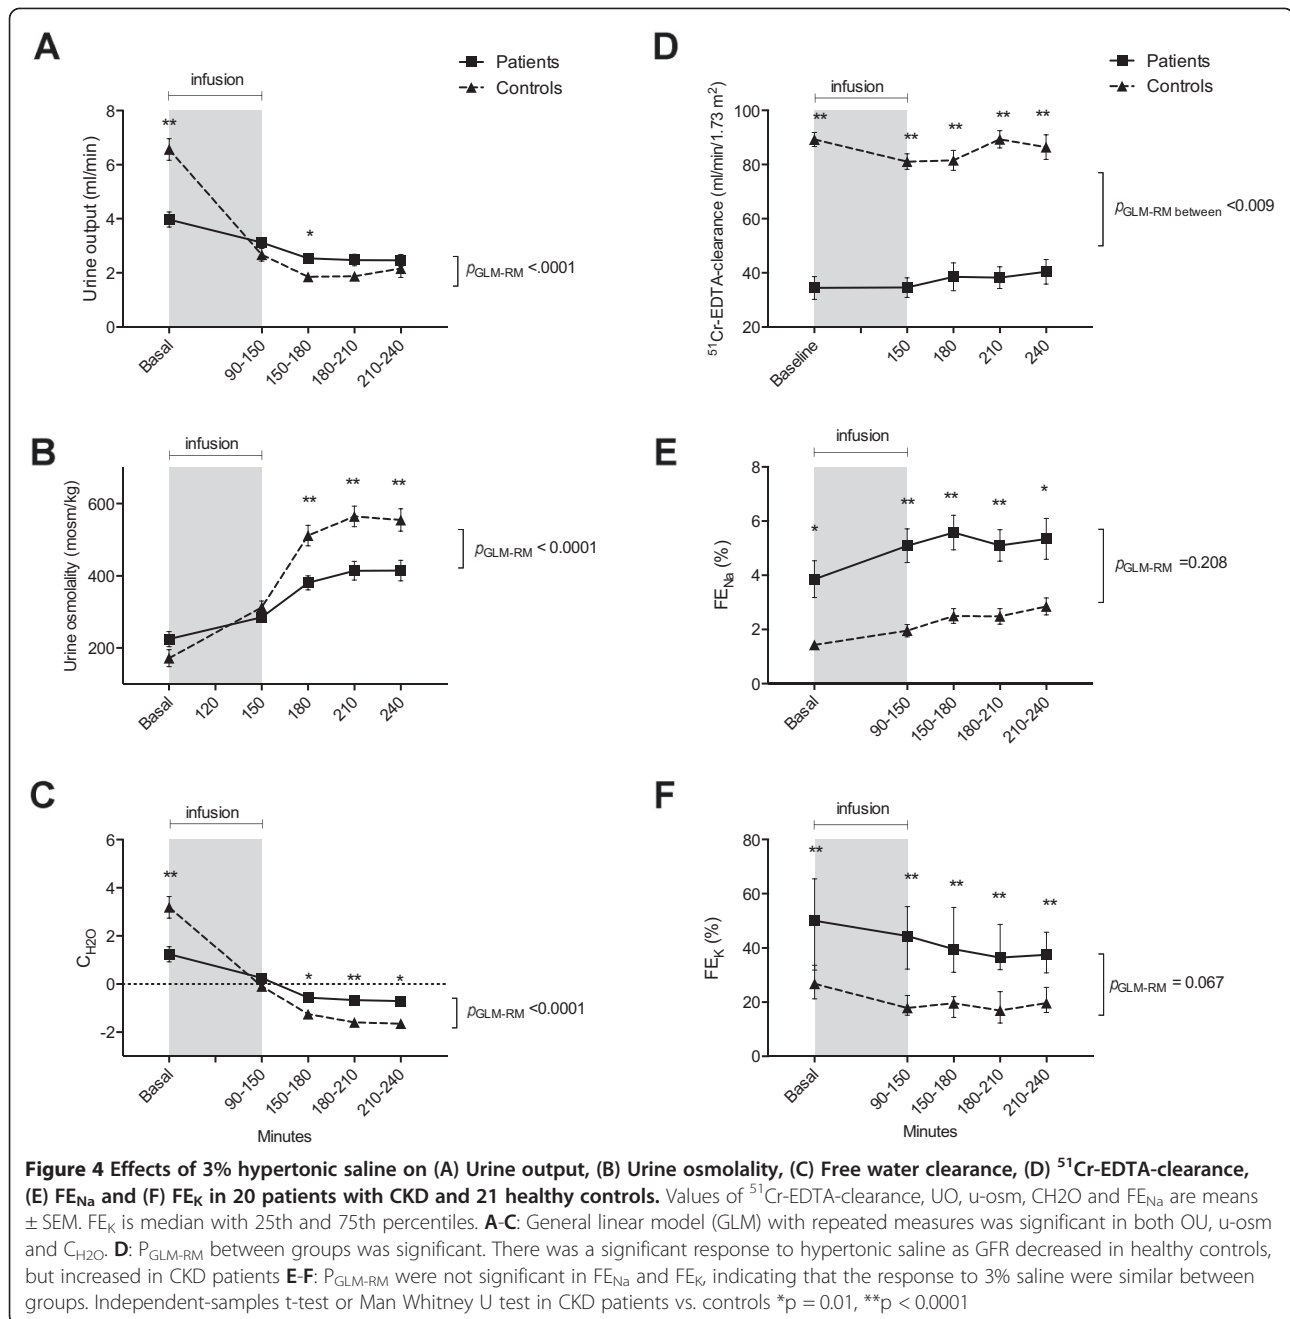 A
Patients
Controls
infusion
Urine output (ml/min)
8
6
4
2
0
**
*
pGLM-RM <.0001
Basal
90-150
150-180
180-210
210-240
B
infusion
Urine osmolality (mosm/kg)
600
400
200
**
**
**
pGLM-RM < 0.0001
Basal
120
150
180
210
240
C
infusion
CH2O
6
4
2
0
-2
**
*
**
*
pGLM-RM <0.0001
Basal
90-150
150-180
180-210
210-240
Minutes
D
Patients
Controls
infusion
51Cr-EDTA-clearance (ml/min/1.73 m2)
100
80
60
40
20
**
**
**
**
**
pGLM-RM between <0.009
Baseline
150
180
210
240
E
infusion
FENa (%)
8
6
4
2
0
*
**
**
**
*
pGLM-RM =0.208
Basal
90-150
150-180
180-210
210-240
F
infusion
FEK (%)
80
60
40
20
0
**
**
**
**
**
pGLM-RM = 0.067
Basal
90-150
150-180
180-210
210-240
Minutes
Figure 4 Effects of 3% hypertonic saline on (A) Urine output, (B) Urine osmolality, (C) Free water clearance, (D) 51Cr-EDTA-clearance,
(E) FENa and (F) FEK in 20 patients with CKD and 21 healthy controls. Values of 51Cr-EDTA-clearance, UO, u-osm, CH2O and FENa are means
± SEM. FEK is median with 25th and 75th percentiles. A-C: General linear model (GLM) with repeated measures was significant in both OU, u-osm
and CH2O. D: PGLM-RM between groups was significant. There was a significant response to hypertonic saline as GFR decreased in healthy controls,
but increased in CKD patients E-F: PGLM-RM were not significant in FENa and FEK, indicating that the response to 3% saline were similar between
groups. Independent-samples t-test or Man Whitney U test in CKD patients vs. controls *p = 0.01, **p < 0.0001